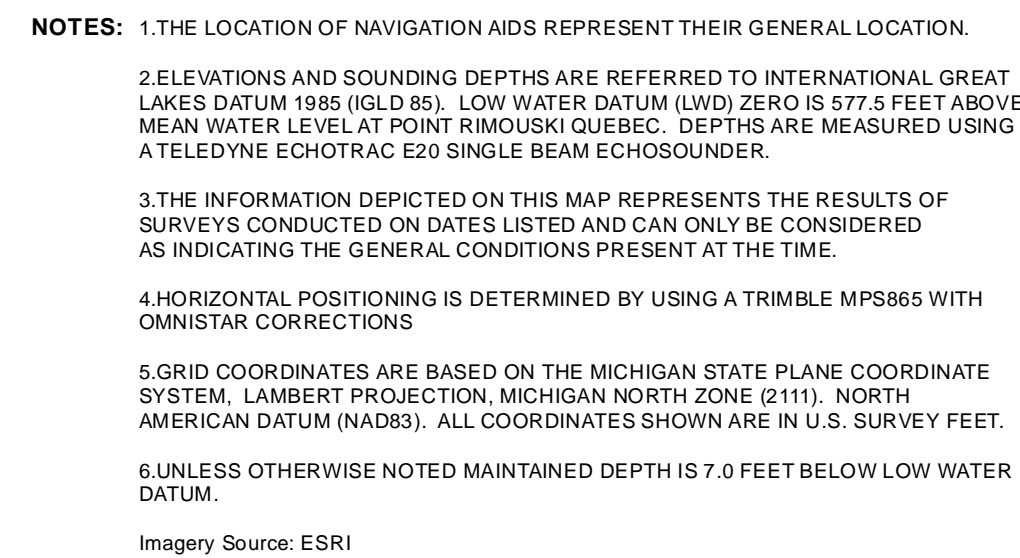 NOTES: 1.THE LOCATION OF NAVIGATION AIDS REPRESENT THEIR GENERAL LOCATION.
2.ELEVATIONS AND SOUNDING DEPTHS ARE REFERRED TO INTERNATIONAL GREAT
LAKES DATUM 1985 (IGLD 85). LOW WATER DATUM (LWD) ZERO IS 577.5 FEET ABOVE
MEAN WATER LEVEL AT POINT RIMOUSKI QUEBEC. DEPTHS ARE MEASURED USING
A TELEDYNE ECHOTRAC E20 SINGLE BEAM ECHOSOUNDER.
3.THE INFORMATION DEPICTED ON THIS MAP REPRESENTS THE RESULTS OF
SURVEYS CONDUCTED ON DATES LISTED AND CAN ONLY BE CONSIDERED
AS INDICATING THE GENERAL CONDITIONS PRESENT AT THE TIME.
4.HORIZONTAL POSITIONING IS DETERMINED BY USING A TRIMBLE MPS865 WITH
OMNISTAR CORRECTIONS
5.GRID COORDINATES ARE BASED ON THE MICHIGAN STATE PLANE COORDINATE
SYSTEM, LAMBERT PROJECTION, MICHIGAN NORTH ZONE (2111). NORTH
AMERICAN DATUM (NAD83). ALL COORDINATES SHOWN ARE IN U.S. SURVEY FEET.
6.UNLESS OTHERWISE NOTED MAINTAINED DEPTH IS 7.0 FEET BELOW LOW WATER
DATUM.
Imagery Source: ESRI